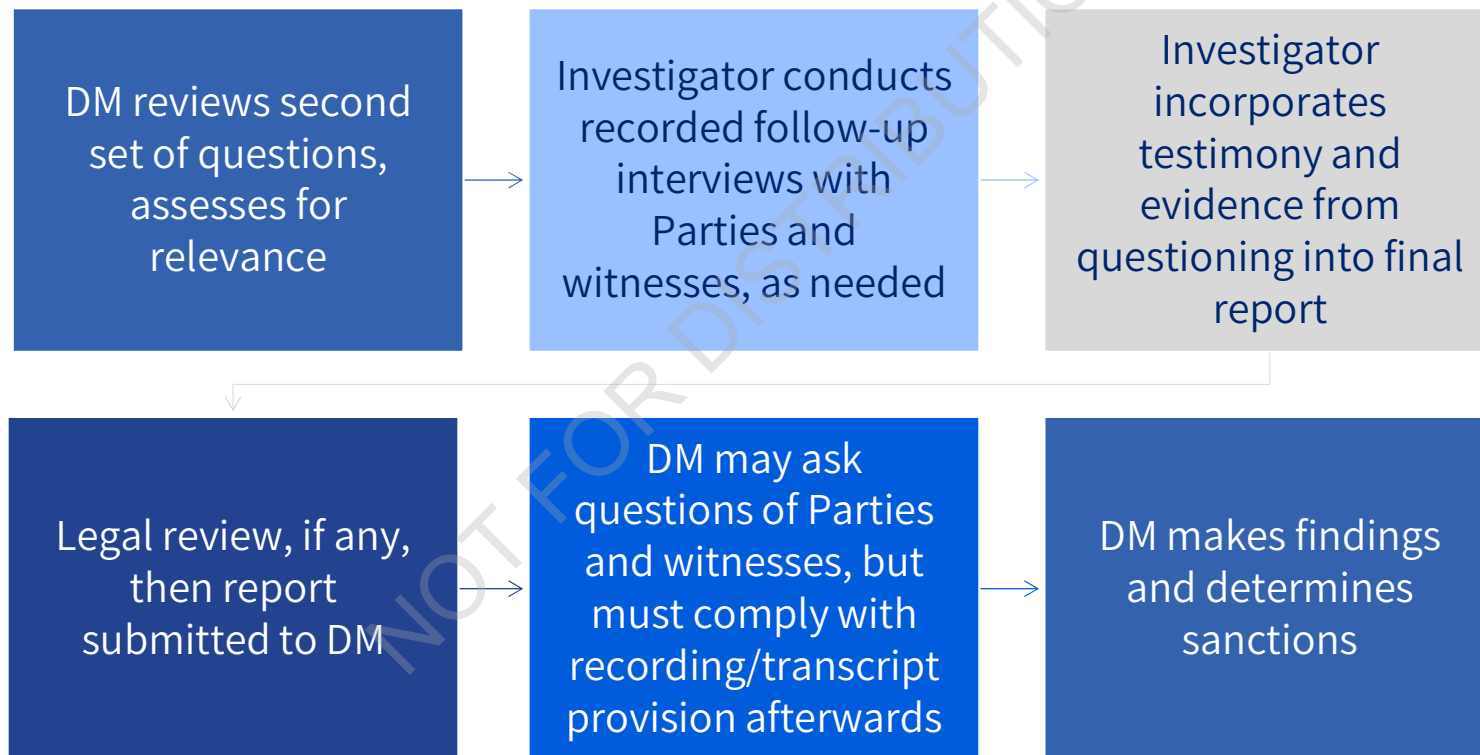 DM reviews second
set of questions,
assesses for
relevance
Investigator conducts
recorded follow-up
interviews with
Parties and
witnesses, as needed
Investigator
incorporates
testimony and
evidence from
questioning into final
report
Legal review, if any,
then report
submitted to DM
DM may ask
questions of Parties
and witnesses, but
must comply with
recording/transcript
provision afterwards
DM makes findings
and determines
sanctions
NOT FOR DISTRIBUTIO